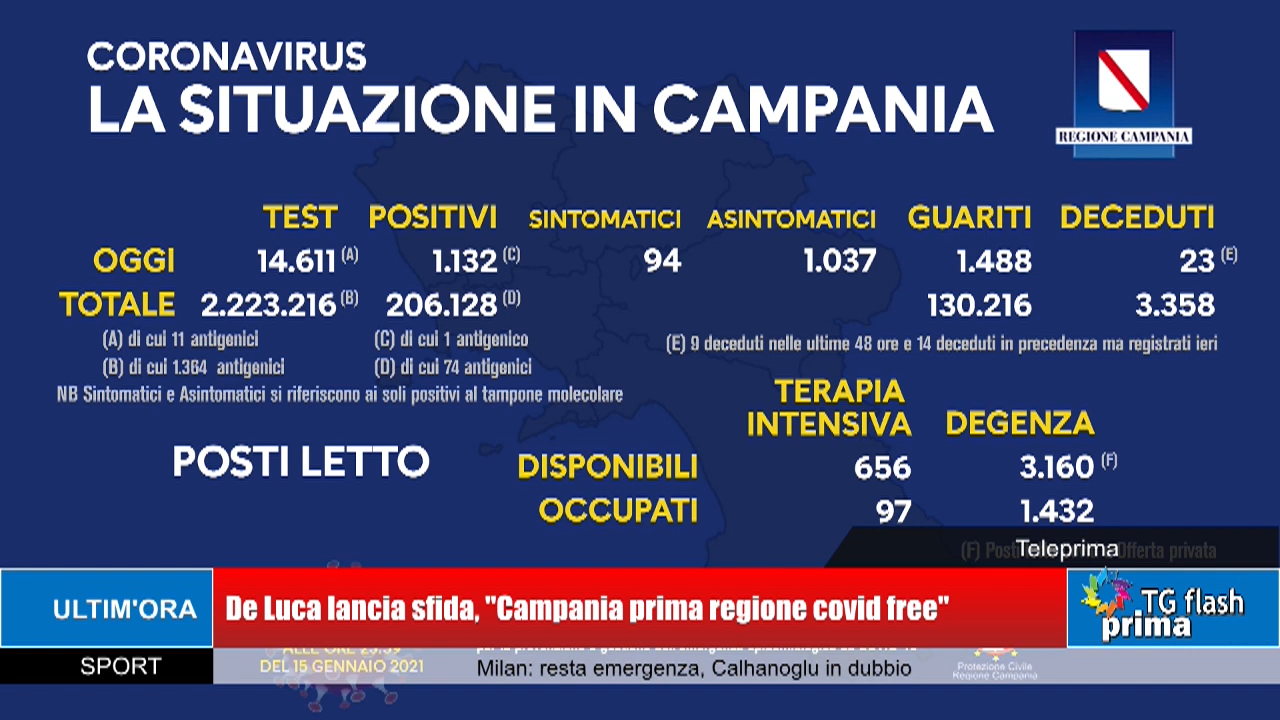 CORONAVIRUS
LA SITUAZIONE IN CAMPANIA
REGIONE CAMPANIA
TEST POSITIVI SINTOMATICI ASINTOMATICI GUARITI DECEDUTI
OGGI 14.611 (A) 1.132 (C) 94 1.037 1.488 23 (E)
TOTALE 2.223.216 (B) 206.128 (D) 130.216 3.358
(A) di cui 11 antigenici (C) di cui 1 antigenico (E) 9 deceduti nelle ultime 48 ore e 14 deceduti in precedenza ma registrati ieri
(B) di cui 1.364 antigenici (D) di cui 74 antigenici
NB Sintomatici e Asintomatici si riferiscono ai soli positivi al tampone molecolare
TERAPIA
INTENSIVA DEGENZA
POSTI LETTO DISPONIBILI 656 3.160 (F)
OCCUPATI 97 1.432
(F) Offerta privata
Teleprima
ULTIM'ORA De Luca lancia sfida, "Campania prima regione covid free" TG flash
prima
ALLE ORE 23:59
DEL 15 GENNAIO 2021
SPORT Milan: resta emergenza, Calhanoglu in dubbio
Protezione Civile
Regione Campania